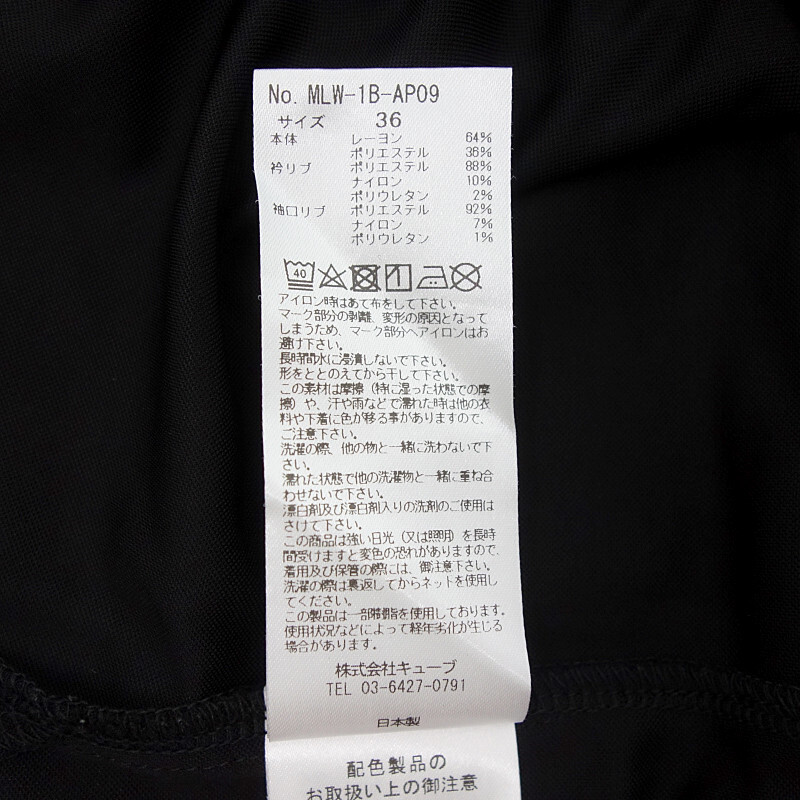 No. MLW-1B-AP09
サイズ 36
本体 レーヨン 64%
ポリエステル 36%
衿リブ ポリエステル 88%
ナイロン 10%
ポリウレタン 2%
袖口リブ ポリエステル 92%
ナイロン 7%
ポリウレタン 1%
40
アイロン時はあて布をして下さい。
マーク部分の剥離、変形の原因となって
しまうため、マーク部分へアイロンはお
避け下さい。
長時間水に浸漬しないで下さい。
形をととのえてから干して下さい。
この素材は摩擦（特に湿った状態での摩
擦）や、汗や雨などで濡れた時は他の衣
料や下着に色が移る事がありますので、
ご注意下さい。
洗濯の際、他の物と一緒に洗わないで下
さい。
濡れた状態で他の洗濯物と一緒に重ね合
わせないで下さい。
漂白剤及び漂白剤入りの洗剤のご使用は
さけて下さい。
この商品は強い日光（又は照明）を長時
間受けますと変色の恐れがありますので、
着用及び保管の際には、御注意下さい。
洗濯の際は裏返してからネットを使用し
てください。
この製品は一部樹脂を使用しております。
使用状況などによって経年劣化が生じる
場合があります。
株式会社キューブ
TEL 03-6427-0791
日本製
配色製品の
お取扱い上の御注意